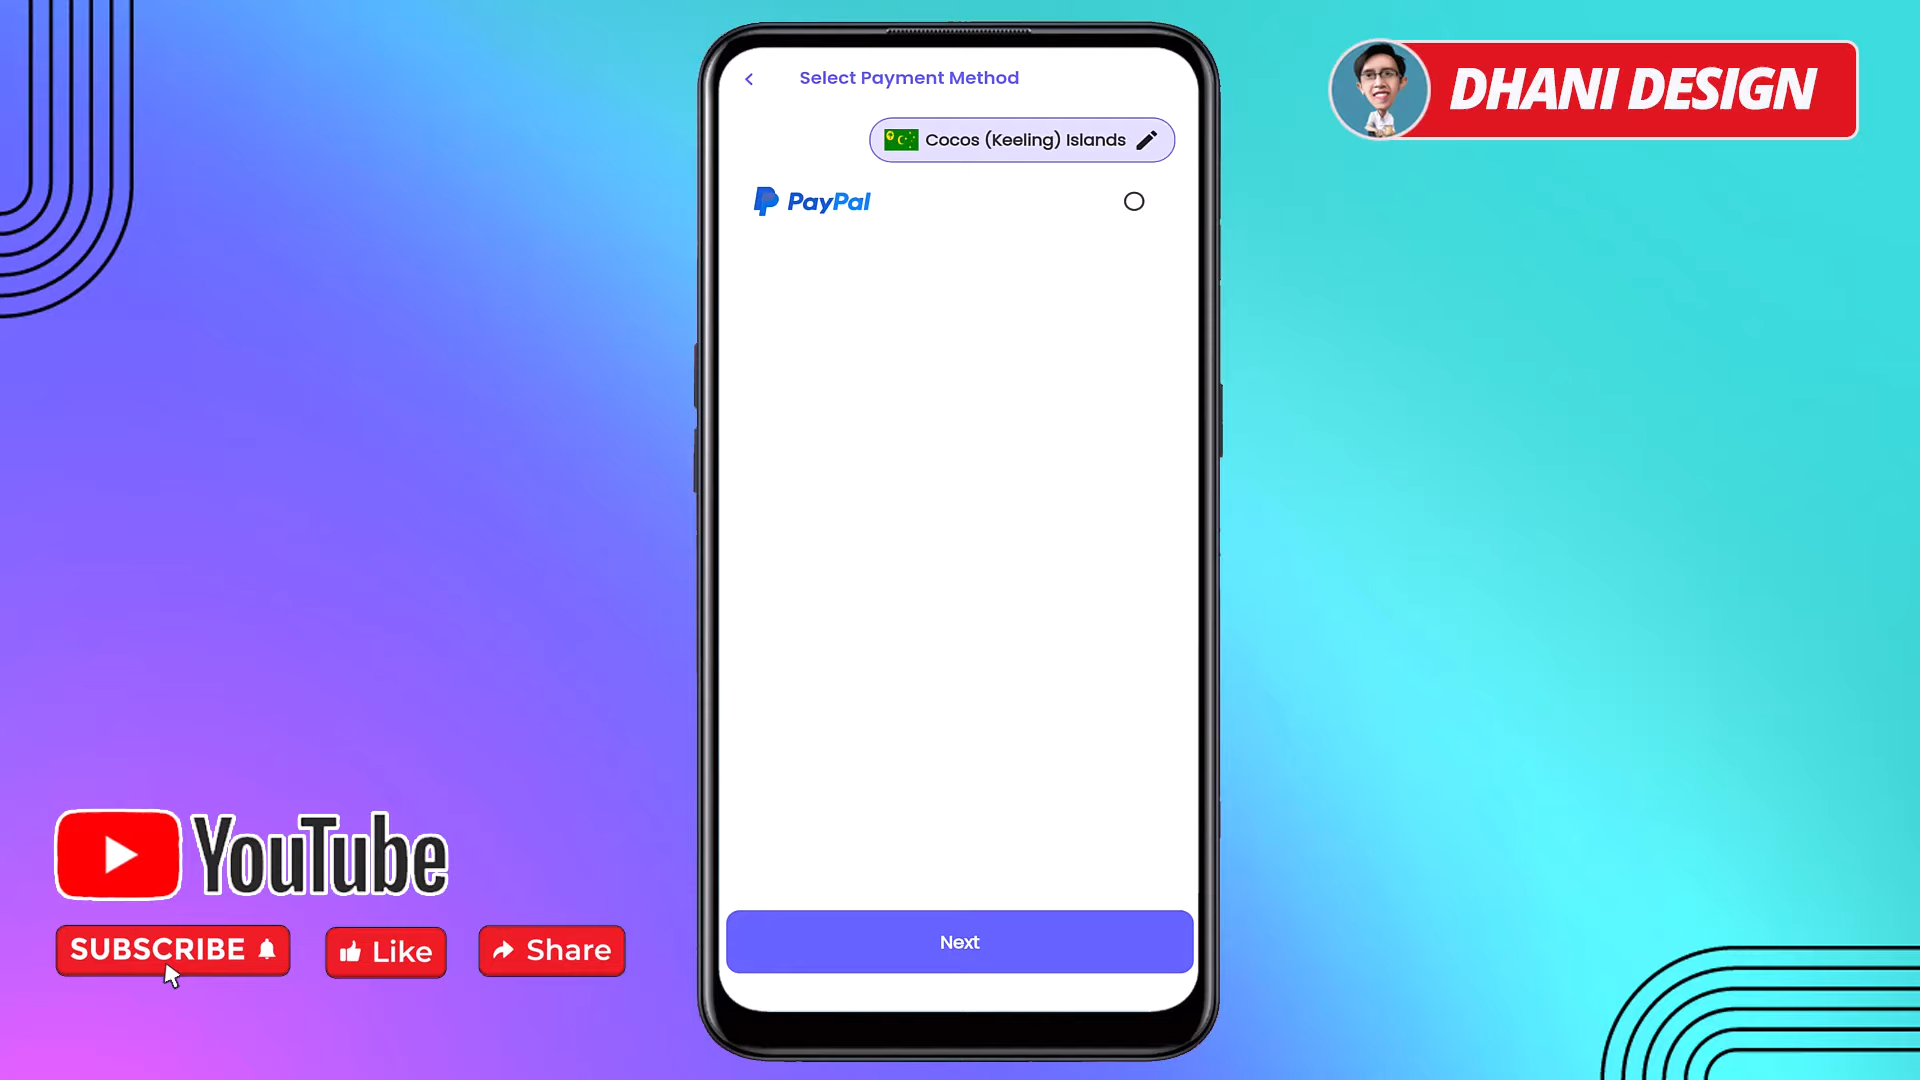 Select Payment Method
Cocos (Keeling) Islands
PayPal
Next
DHANI DESIGN
YouTube
SUBSCRIBE
Like
Share